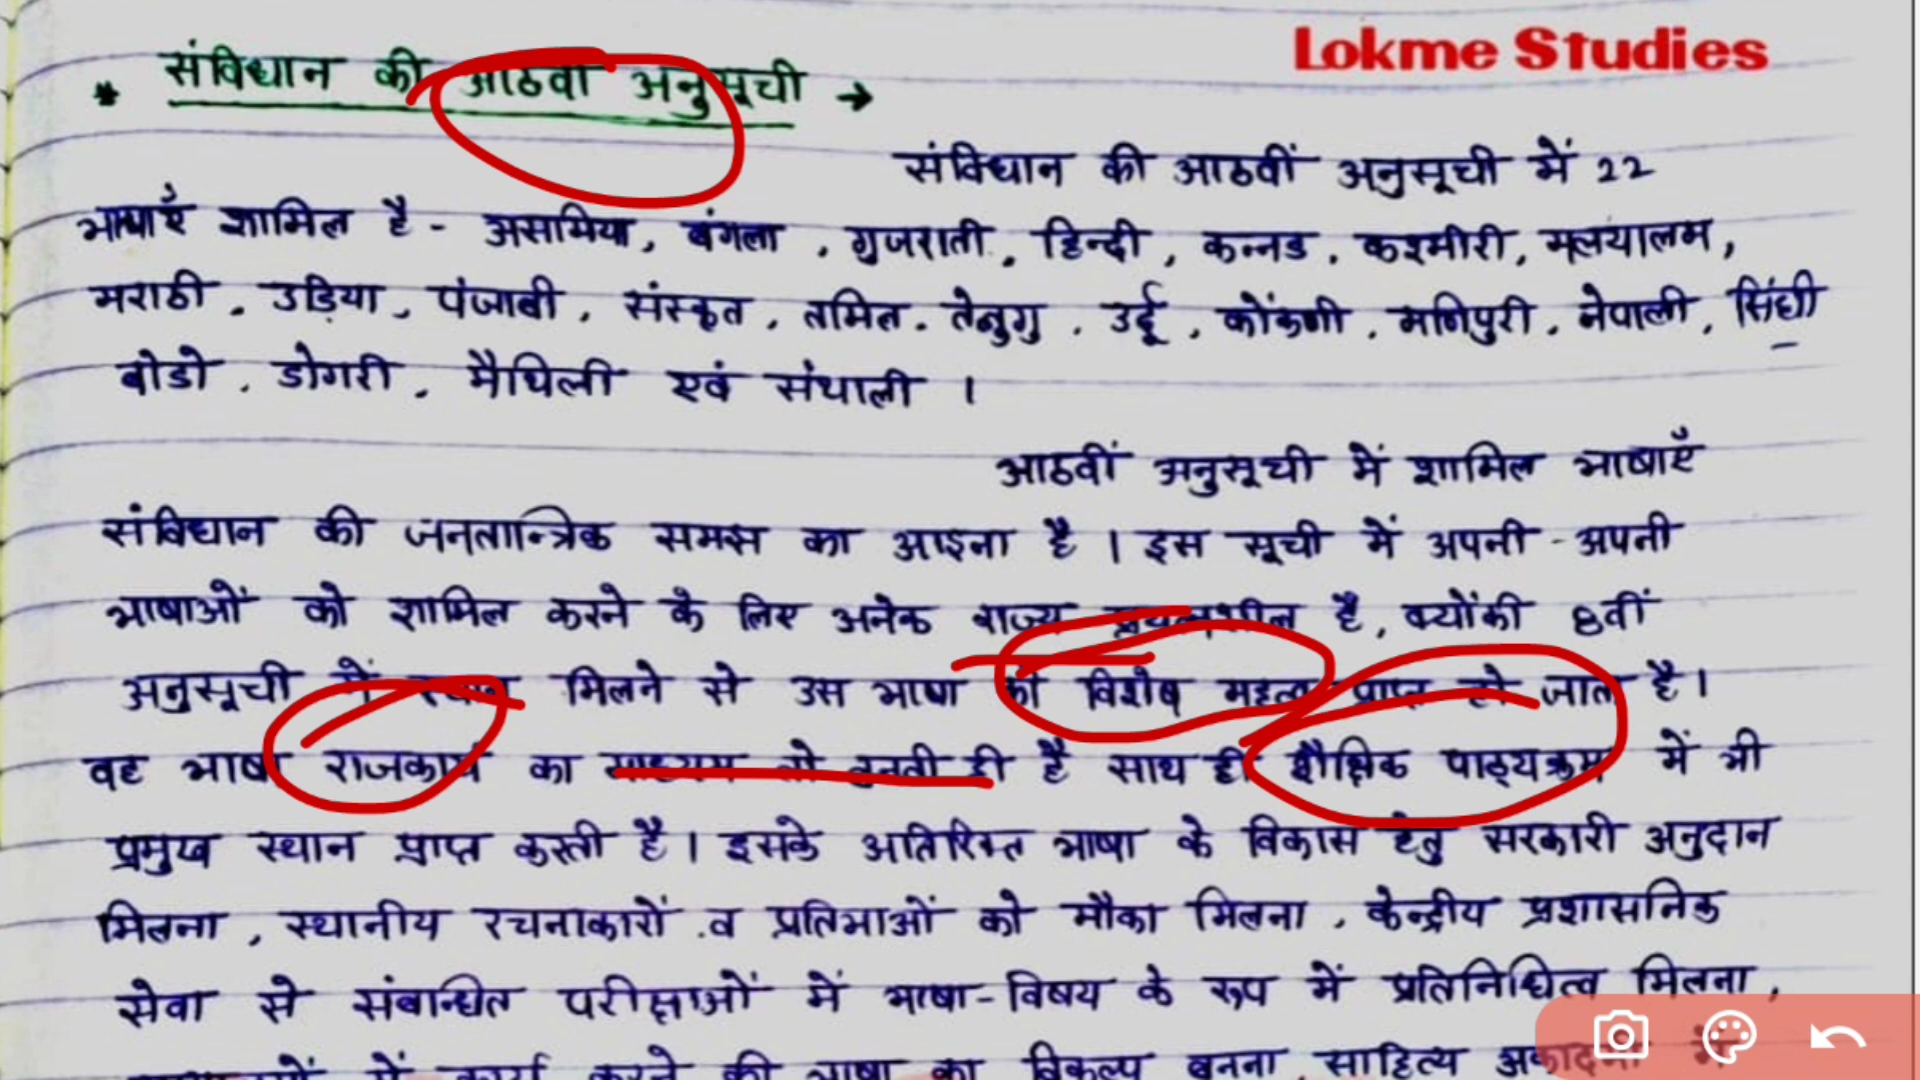 Lokme Studies
* संविधान की आठवीं अनुसूची →
संविधान की आठवीं अनुसूची में 22
भाषाएँ शामिल है - असामिया, बंगला, गुजराती, हिन्दी, कन्नड, कश्मीरी, मलयालम,
मराठी, उड़िया, पंजाबी, संस्कृत, तमिल, तेलुगु, उर्दू, कोंकणी, मणिपुरी, नेपाली, सिंधी
बोडो, डोगरी, मैथिली एवं संथाली ।
आठवीं अनुसूची में शामिल भाषाएँ
संविधान की जनतान्त्रिक समझ का आइना है । इस सूची में अपनी - अपनी
भाषाओं को शामिल करने के लिए अनेक राज्य प्रयत्नशील है, क्योंकी 8वीं
अनुसूची में स्थान मिलने से उस भाषा को विशेष महत्व प्राप्त हो जाता है।
वह भाषा राजकार्य का माध्यम तो बनती ही है साथ ही शैक्षिक पाठ्यक्रम में भी
प्रमुख स्थान प्राप्त करती है। इसके अतिरिक्त भाषा के विकास हेतु सरकारी अनुदान
मिलना, स्थानीय रचनाकारों व प्रतिभाओं को मौका मिलना, केन्द्रीय प्रशासनिक
सेवा से संबन्धित परीक्षाओं में भाषा-विषय के रूप में प्रतिनिधित्व मिलना,
में कार्य करने की भाषा का विकल्प बनना, साहित्य